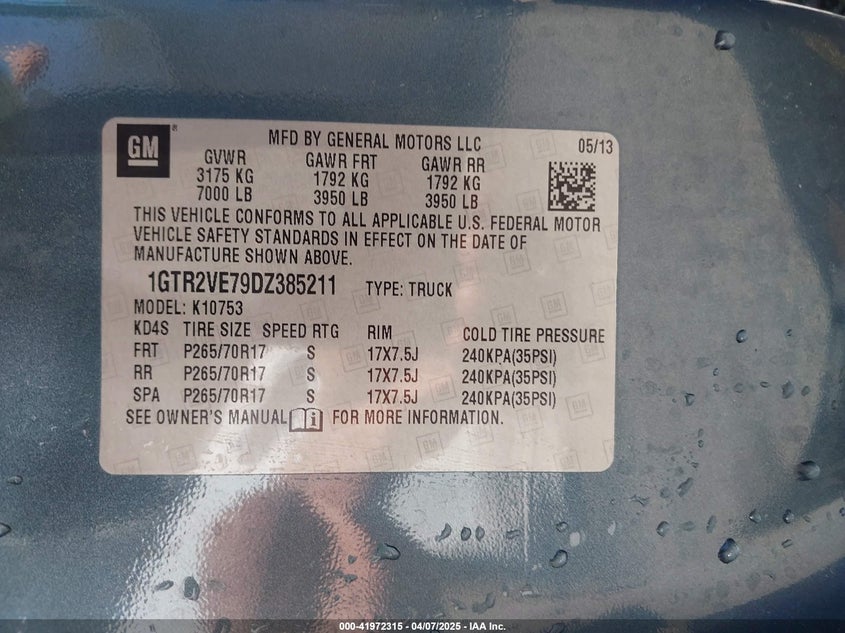 GM
MFD BY GENERAL MOTORS LLC
05/13
GVWR GAWR FRT GAWR RR
3175 KG 1792 KG 1792 KG
7000 LB 3950 LB 3950 LB
THIS VEHICLE CONFORMS TO ALL APPLICABLE U.S. FEDERAL MOTOR
VEHICLE SAFETY STANDARDS IN EFFECT ON THE DATE OF
MANUFACTURE SHOWN ABOVE.
1GTR2VE79DZ385211 TYPE: TRUCK
MODEL: K10753
KD4S TIRE SIZE SPEED RTG RIM COLD TIRE PRESSURE
FRT P265/70R17 S 17X7.5J 240KPA(35PSI)
RR P265/70R17 S 17X7.5J 240KPA(35PSI)
SPA P265/70R17 S 17X7.5J 240KPA(35PSI)
SEE OWNER'S MANUAL FOR MORE INFORMATION.
000-41972315 - 04/07/2025 - IAA Inc.